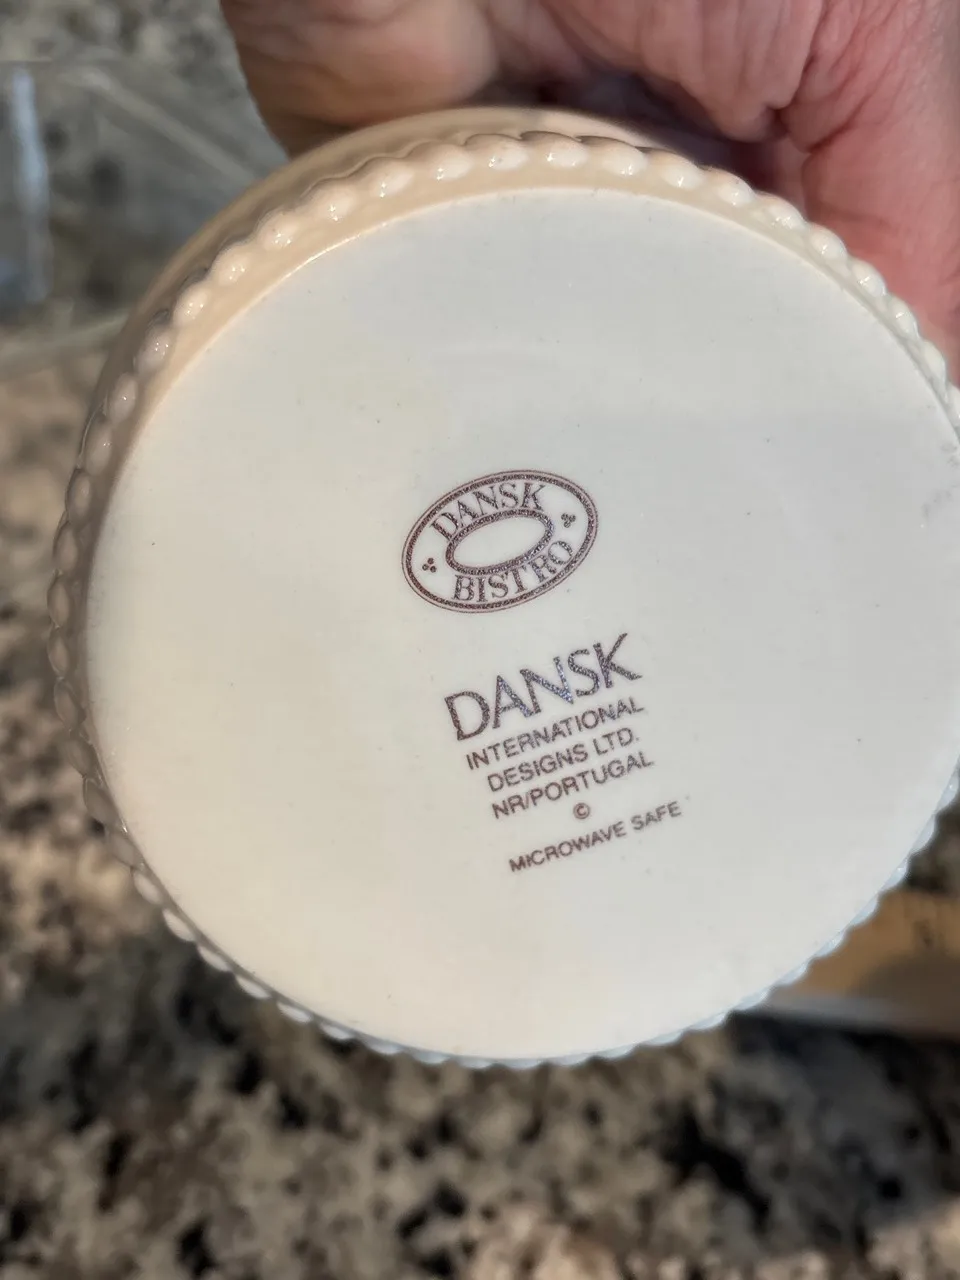 DANSK
BISTRO
DANSK
INTERNATIONAL
DESIGNS LTD.
NR/PORTUGAL
©
MICROWAVE SAFE